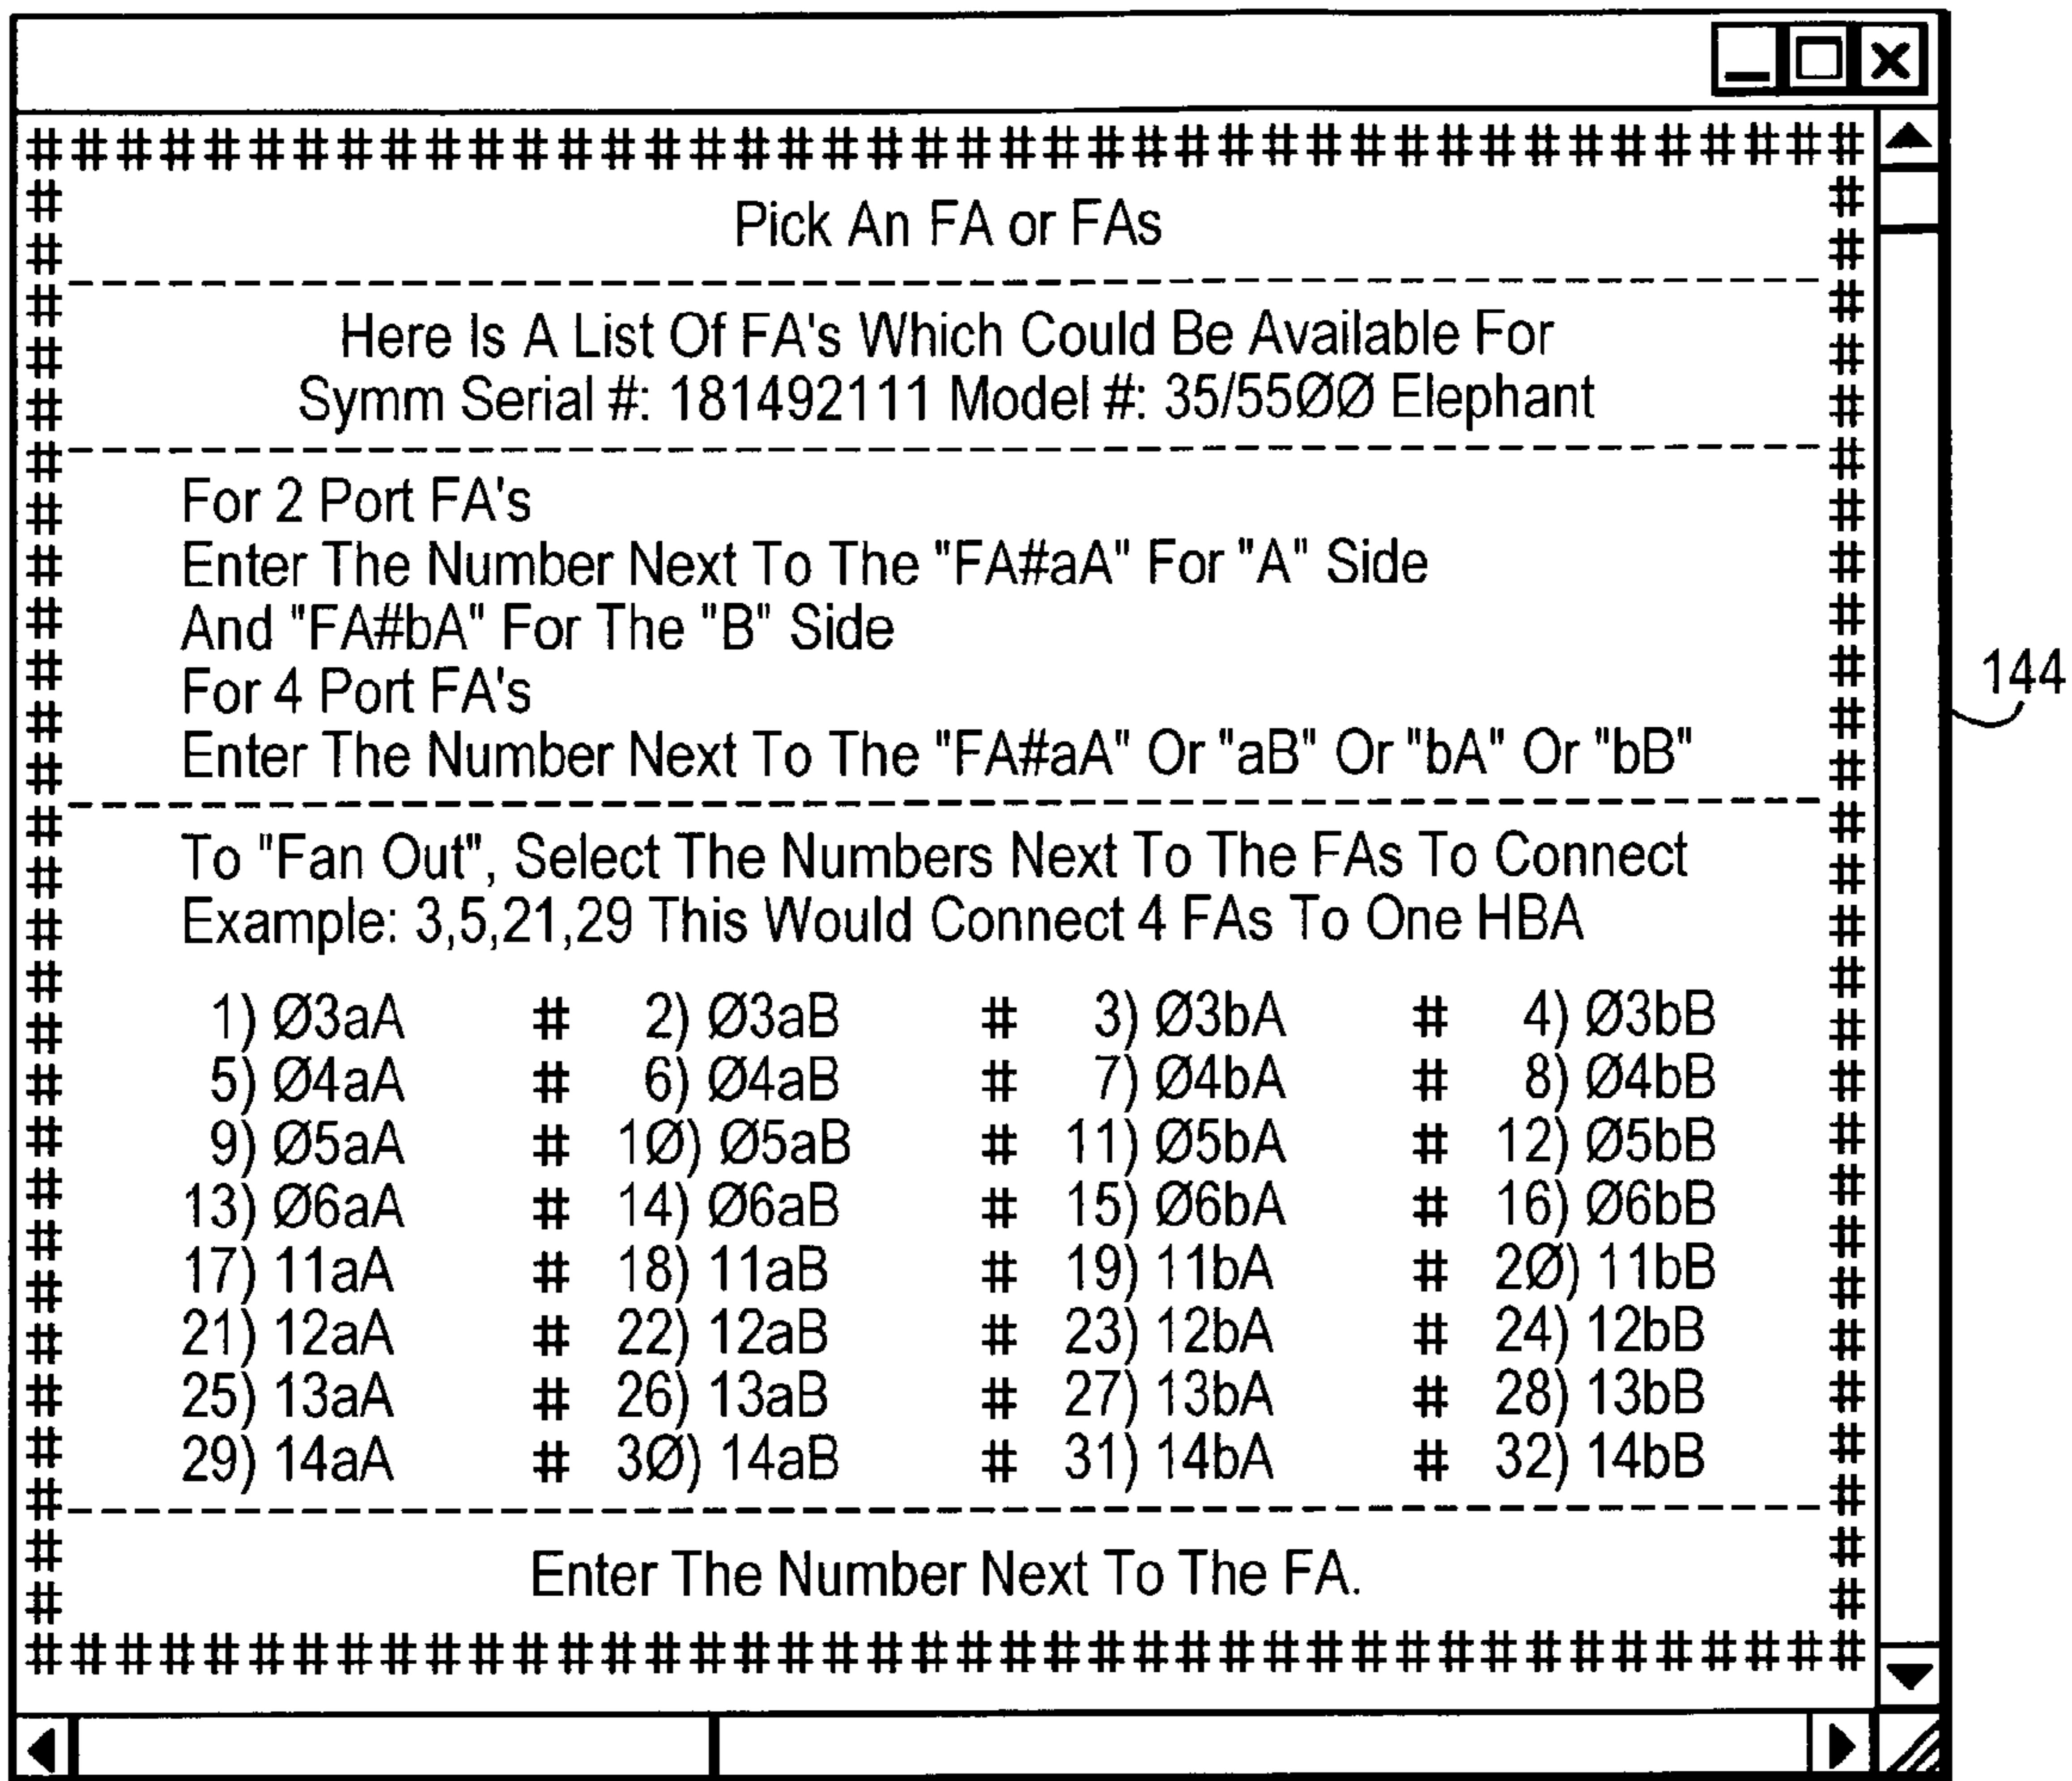 # # # # # # # # # # # # # # # # # # # # # # # # # # # # # # # # # # # # # # # # # #
Pick An FA or FAs
Here Is A List Of FA's Which Could Be Available For
Symm Serial #: 181492111 Model #: 35/55ØØ Elephant
For 2 Port FA's
Enter The Number Next To The "FA#aA" For "A" Side
And "FA#bA" For The "B" Side
For 4 Port FA's
Enter The Number Next To The "FA#aA" Or "aB" Or "bA" Or "bB"
144
To "Fan Out", Select The Numbers Next To The FAs To Connect
Example: 3,5,21,29 This Would Connect 4 FAs To One HBA
1) Ø3aA # 2) Ø3aB # 3) Ø3bA # 4) Ø3bB
5) Ø4aA # 6) Ø4aB # 7) Ø4bA # 8) Ø4bB
9) Ø5aA # 1Ø) Ø5aB # 11) Ø5bA # 12) Ø5bB
13) Ø6aA # 14) Ø6aB # 15) Ø6bA # 16) Ø6bB
17) 11aA # 18) 11aB # 19) 11bA # 2Ø) 11bB
21) 12aA # 22) 12aB # 23) 12bA # 24) 12bB
25) 13aA # 26) 13aB # 27) 13bA # 28) 13bB
29) 14aA # 3Ø) 14aB # 31) 14bA # 32) 14bB
Enter The Number Next To The FA.
# # # # # # # # # # # # # # # # # # # # # # # # # # # # # # # # # # # # # # # # # #